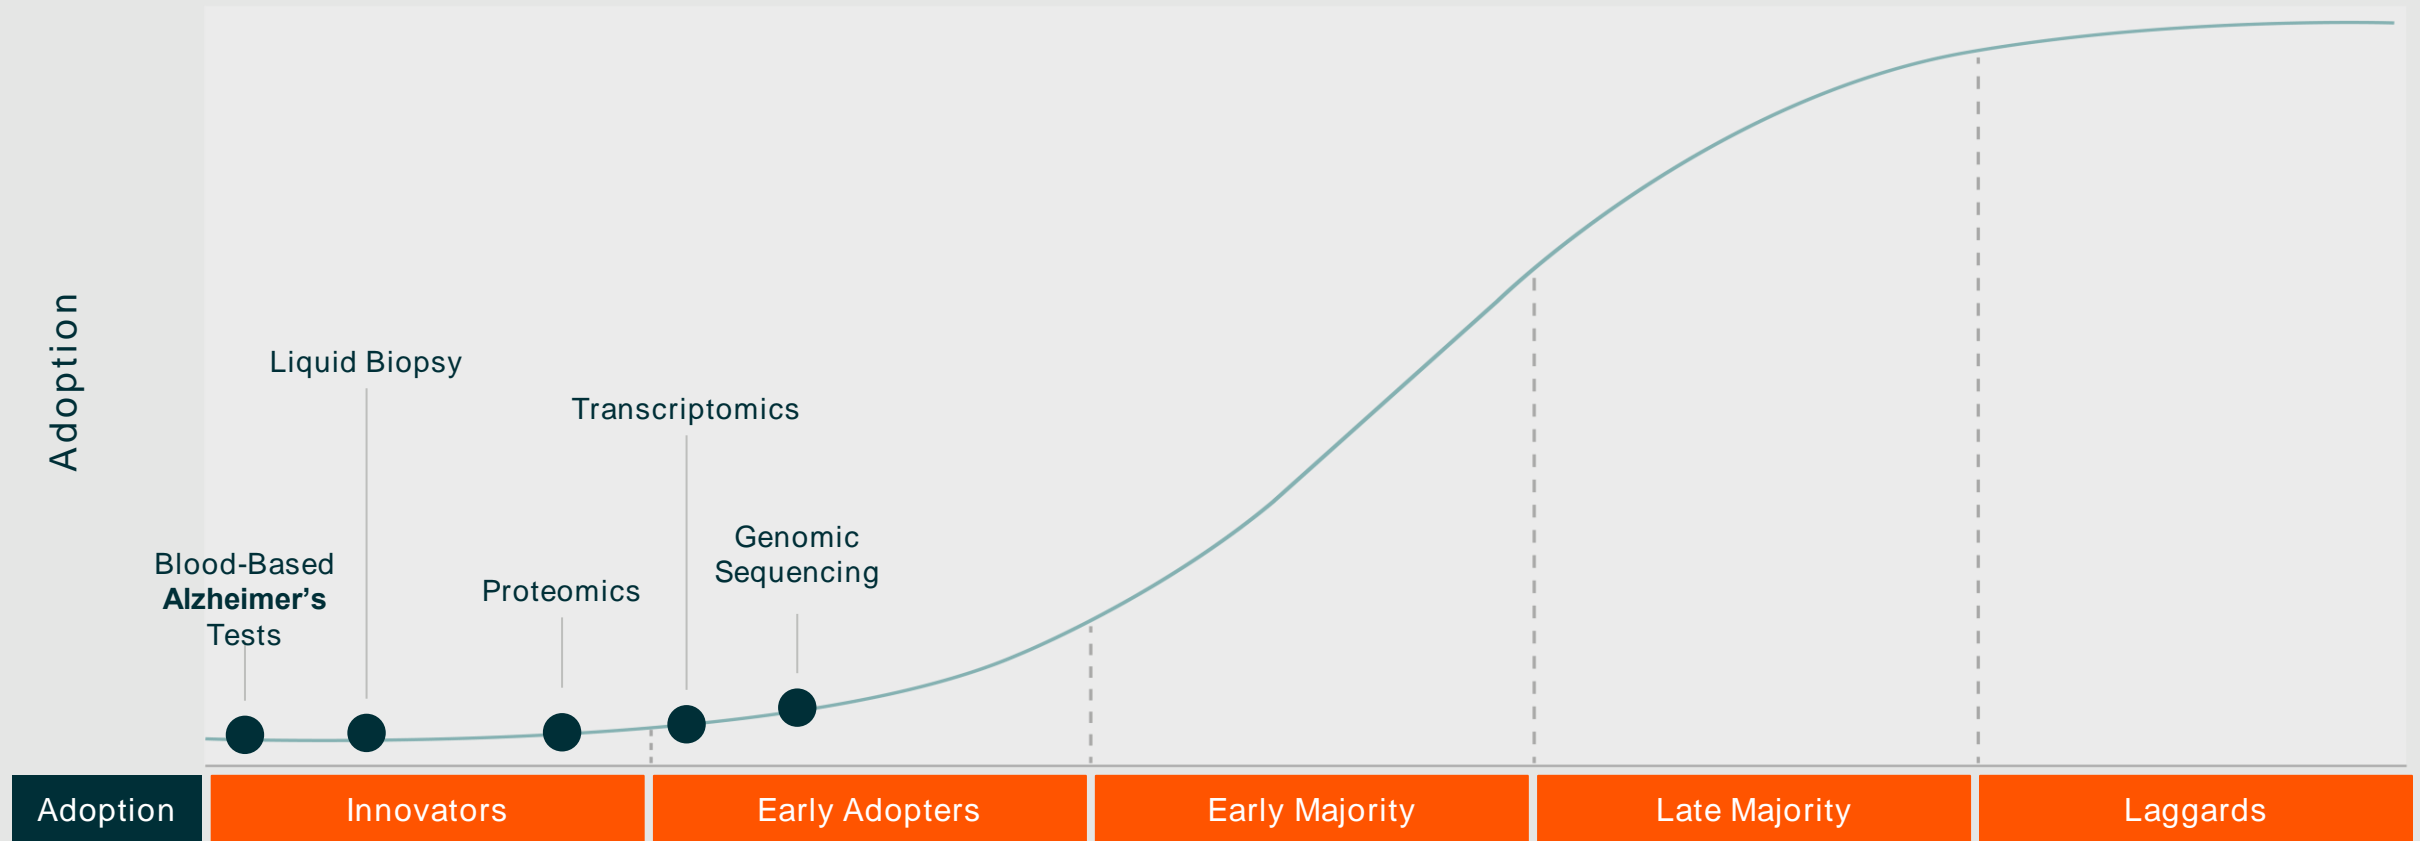 Adoption
Liquid Biopsy
Transcriptomics
Genomic
Sequencing
Blood-Based
Alzheimer’s
Tests
Proteomics
Adoption
Innovators
Early Adopters
Early Majority
Late Majority
Laggards